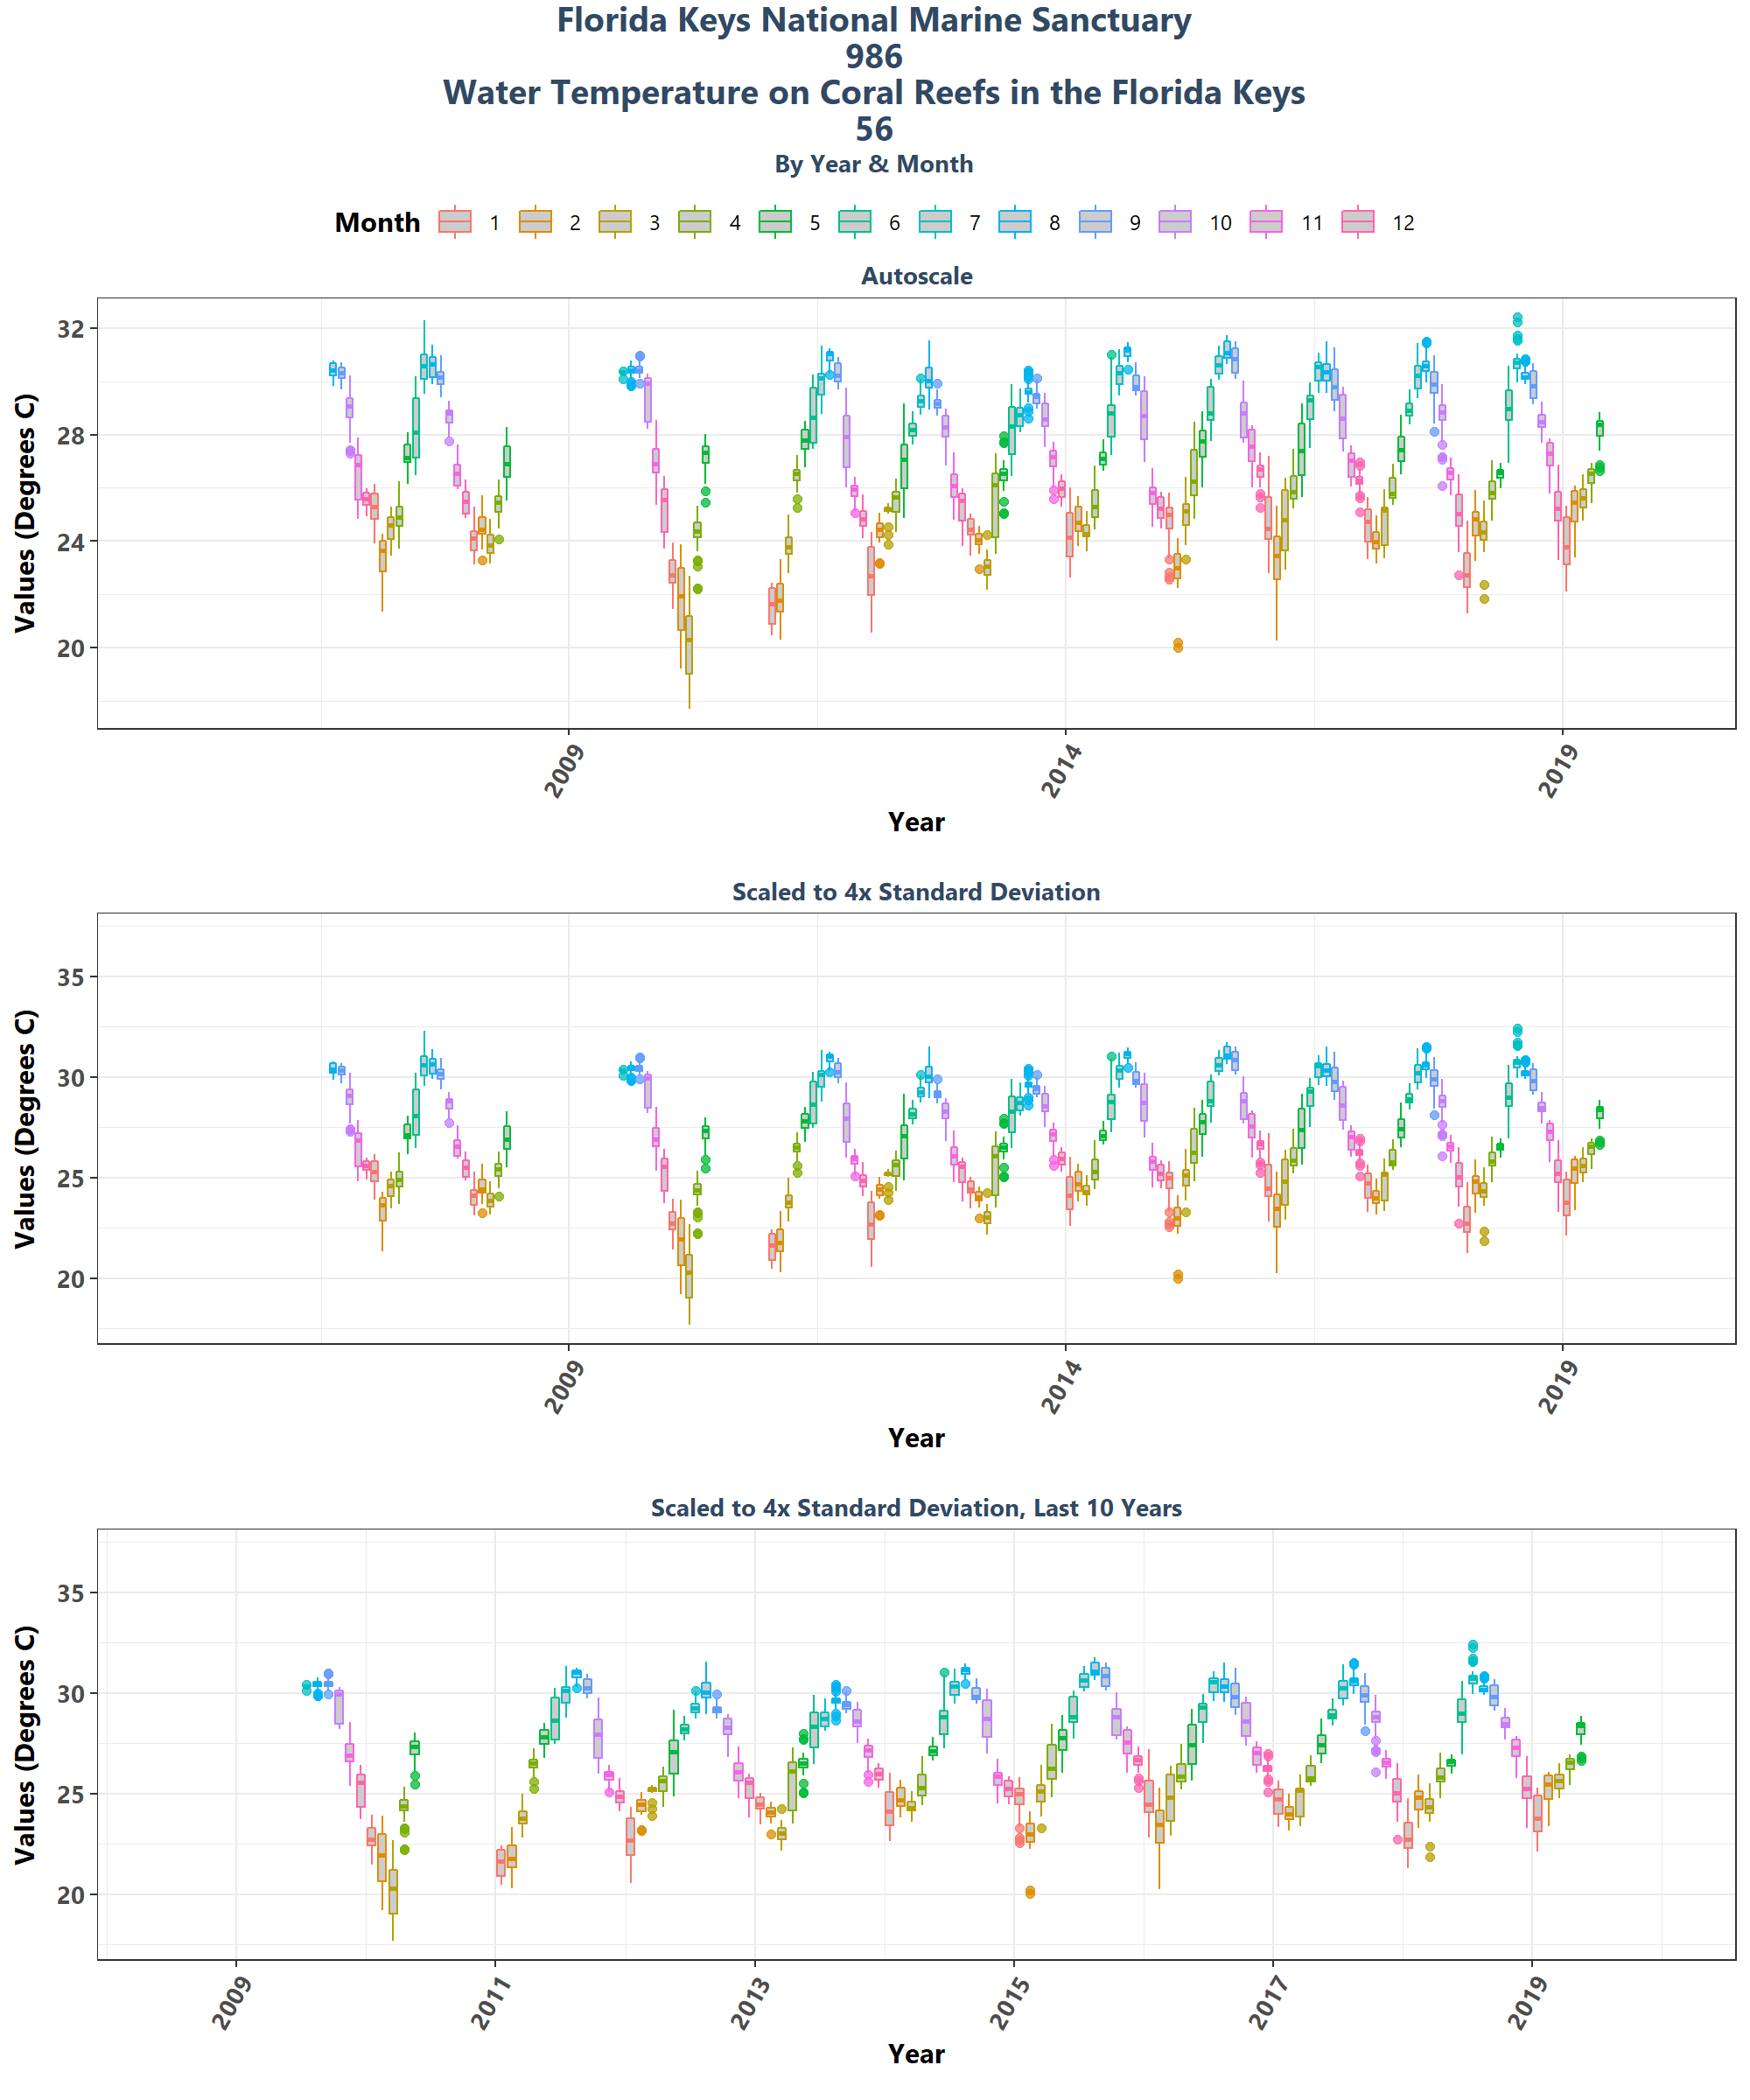 Florida Keys National Marine Sanctuary
986
Water Temperature on Coral Reefs in the Florida Keys
56
By Year & Month
Month 1 2 3 4 5 6 7 8 9 10 11 12
Autoscale
Values (Degrees C)
32
28
24
20
2009 2014 2019
Year
Scaled to 4x Standard Deviation
Values (Degrees C)
35
30
25
20
2009 2014 2019
Year
Scaled to 4x Standard Deviation, Last 10 Years
Values (Degrees C)
35
30
25
20
2009 2011 2013 2015 2017 2019
Year